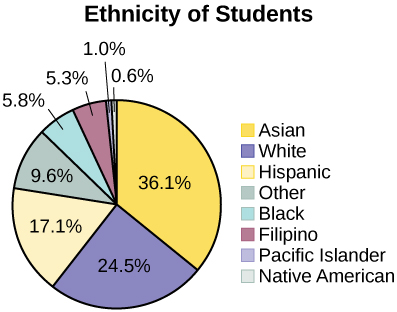 Ethnicity of Students
1.0%
0.6%
5.3%
5.8%
9.6%
36.1%
17.1%
24.5%
Asian
White
Hispanic
Other
Black
Filipino
Pacific Islander
Native American